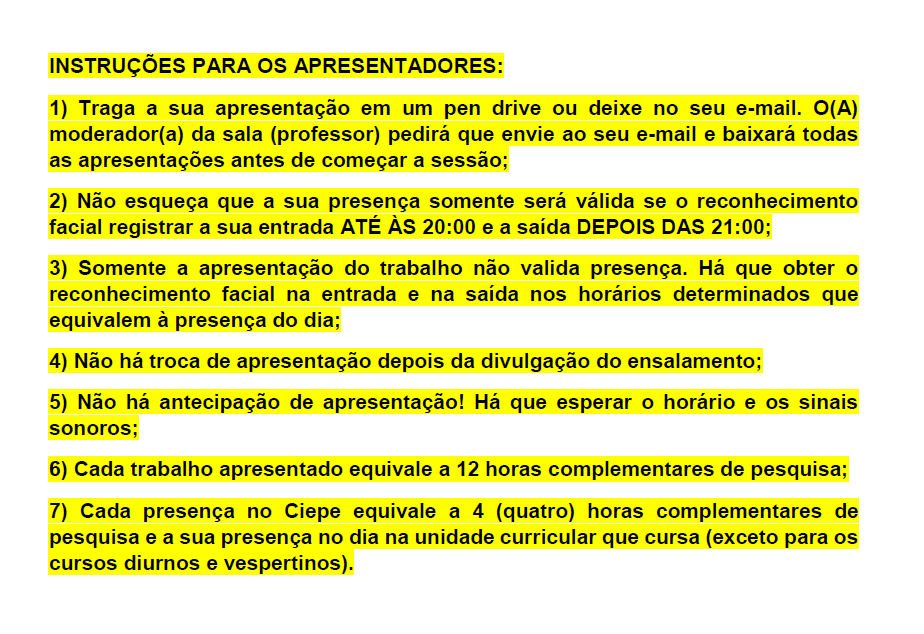 INSTRUÇÕES PARA OS APRESENTADORES:
1) Traga a sua apresentação em um pen drive ou deixe no seu e-mail. O(A)
moderador(a) da sala (professor) pedirá que envie ao seu e-mail e baixará todas
as apresentações antes de começar a sessão;
2) Não esqueça que a sua presença somente será válida se o reconhecimento
facial registrar a sua entrada ATÉ ÀS 20:00 e a saída DEPOIS DAS 21:00;
3) Somente a apresentação do trabalho não valida presença. Há que obter o
reconhecimento facial na entrada e na saída nos horários determinados que
equivalem à presença do dia;
4) Não há troca de apresentação depois da divulgação do ensalamento;
5) Não há antecipação de apresentação! Há que esperar o horário e os sinais
sonoros;
6) Cada trabalho apresentado equivale a 12 horas complementares de pesquisa;
7) Cada presença no Ciepe equivale a 4 (quatro) horas complementares de
pesquisa e a sua presença no dia na unidade curricular que cursa (exceto para os
cursos diurnos e vespertinos).